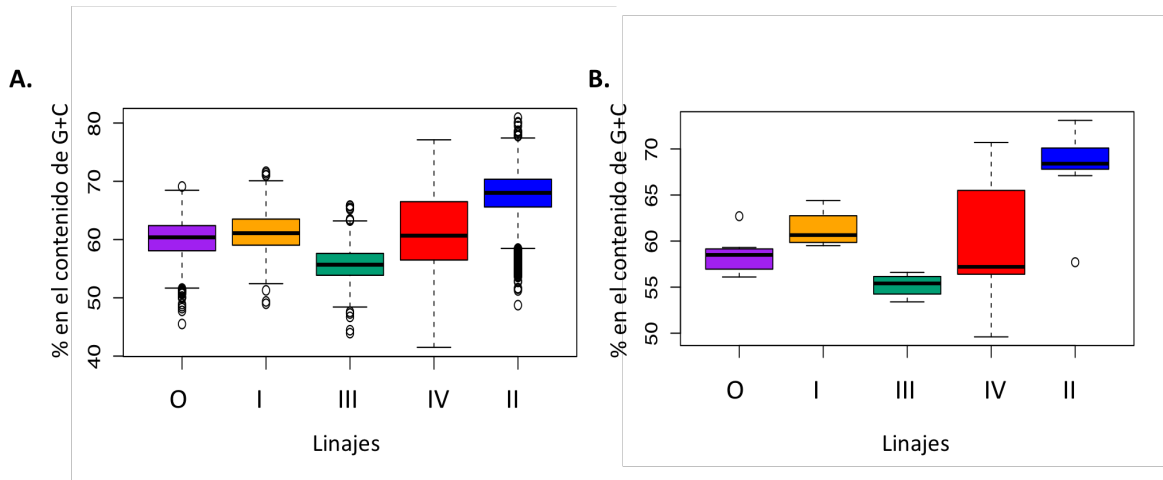 A.
% en el contenido de G+C
80
70
60
50
40
O I III IV II
Linajes
B.
% en el contenido de G+C
70
65
60
55
50
O I III IV II
Linajes